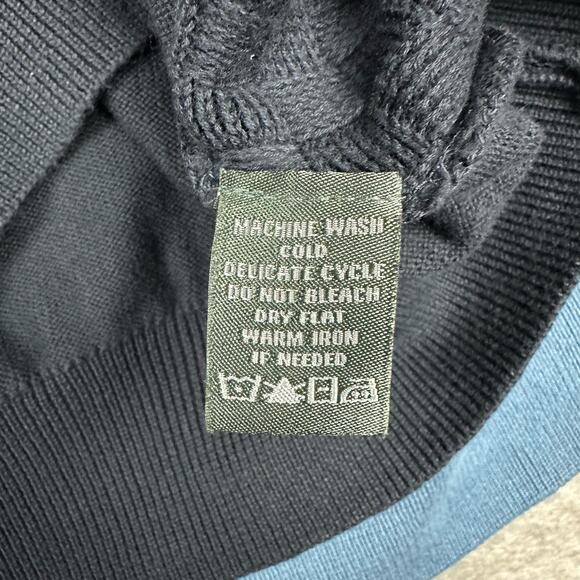 MACHINE WASH
COLD
DELICATE CYCLE
DO NOT BLEACH
DRY FLAT
WARM IRON
IF NEEDED